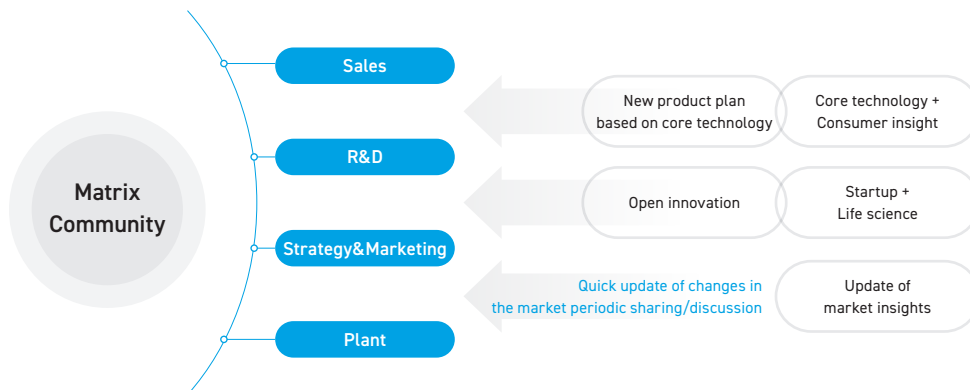 Matrix
Community
Sales
R&D
Strategy&Marketing
Plant
New product plan
based on core technology
Core technology +
Consumer insight
Open innovation
Startup +
Life science
Quick update of changes in
the market periodic sharing/discussion
Update of
market insights